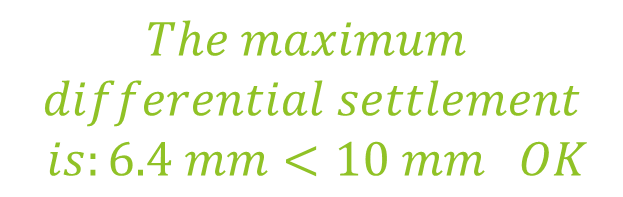 The maximum
differential settlement
is: 6.4 mm < 10 mm OK